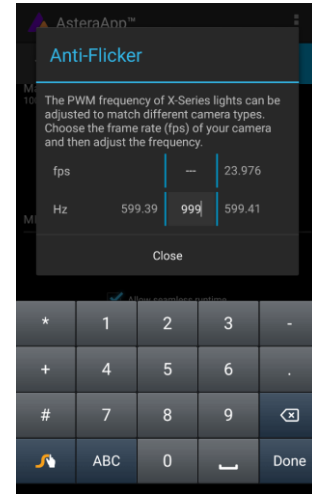 AsteraApp™
Anti-Flicker
The PWM frequency of X-Series lights can be
adjusted to match different camera types.
Choose the frame rate (fps) of your camera
and then adjust the frequency.
fps --- 23.976
Hz 599.39 999 599.41
Close
Allow seamless runtime
* 1 2 3 -
+ 4 5 6 .
# 7 8 9
ABC 0 Done